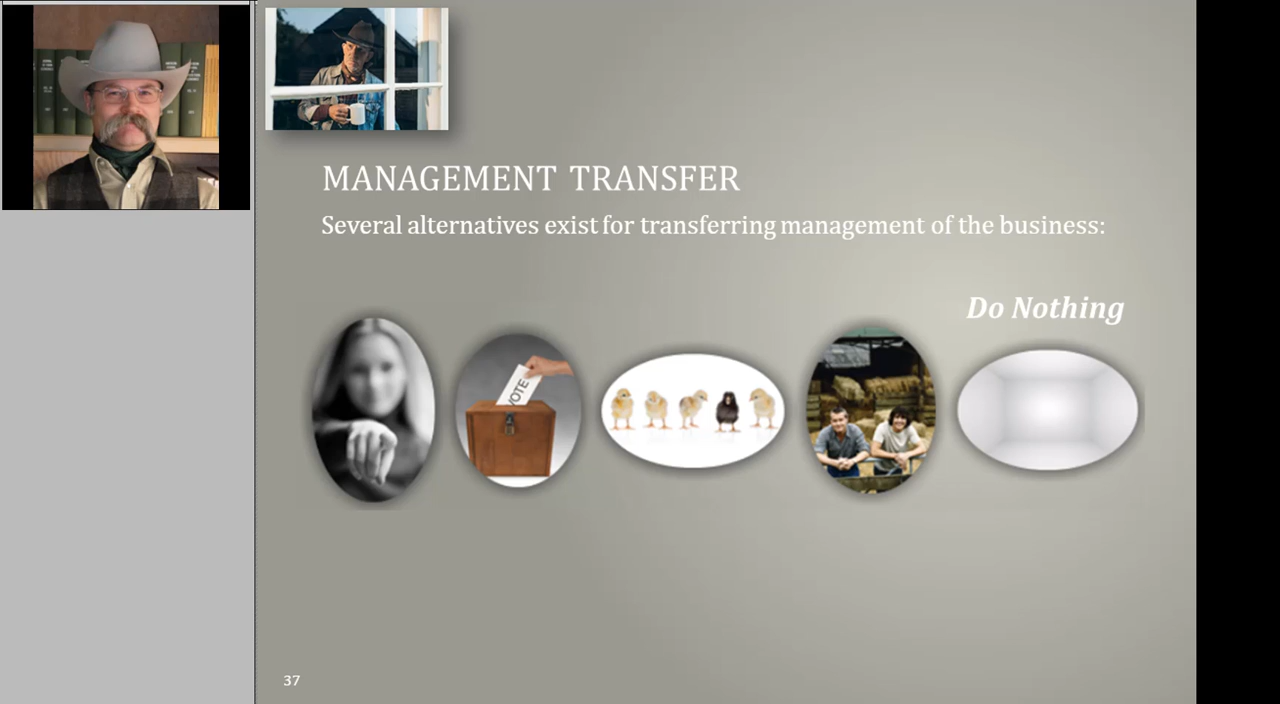 MANAGEMENT TRANSFER
Several alternatives exist for transferring management of the business:
Do Nothing
VOTE
37